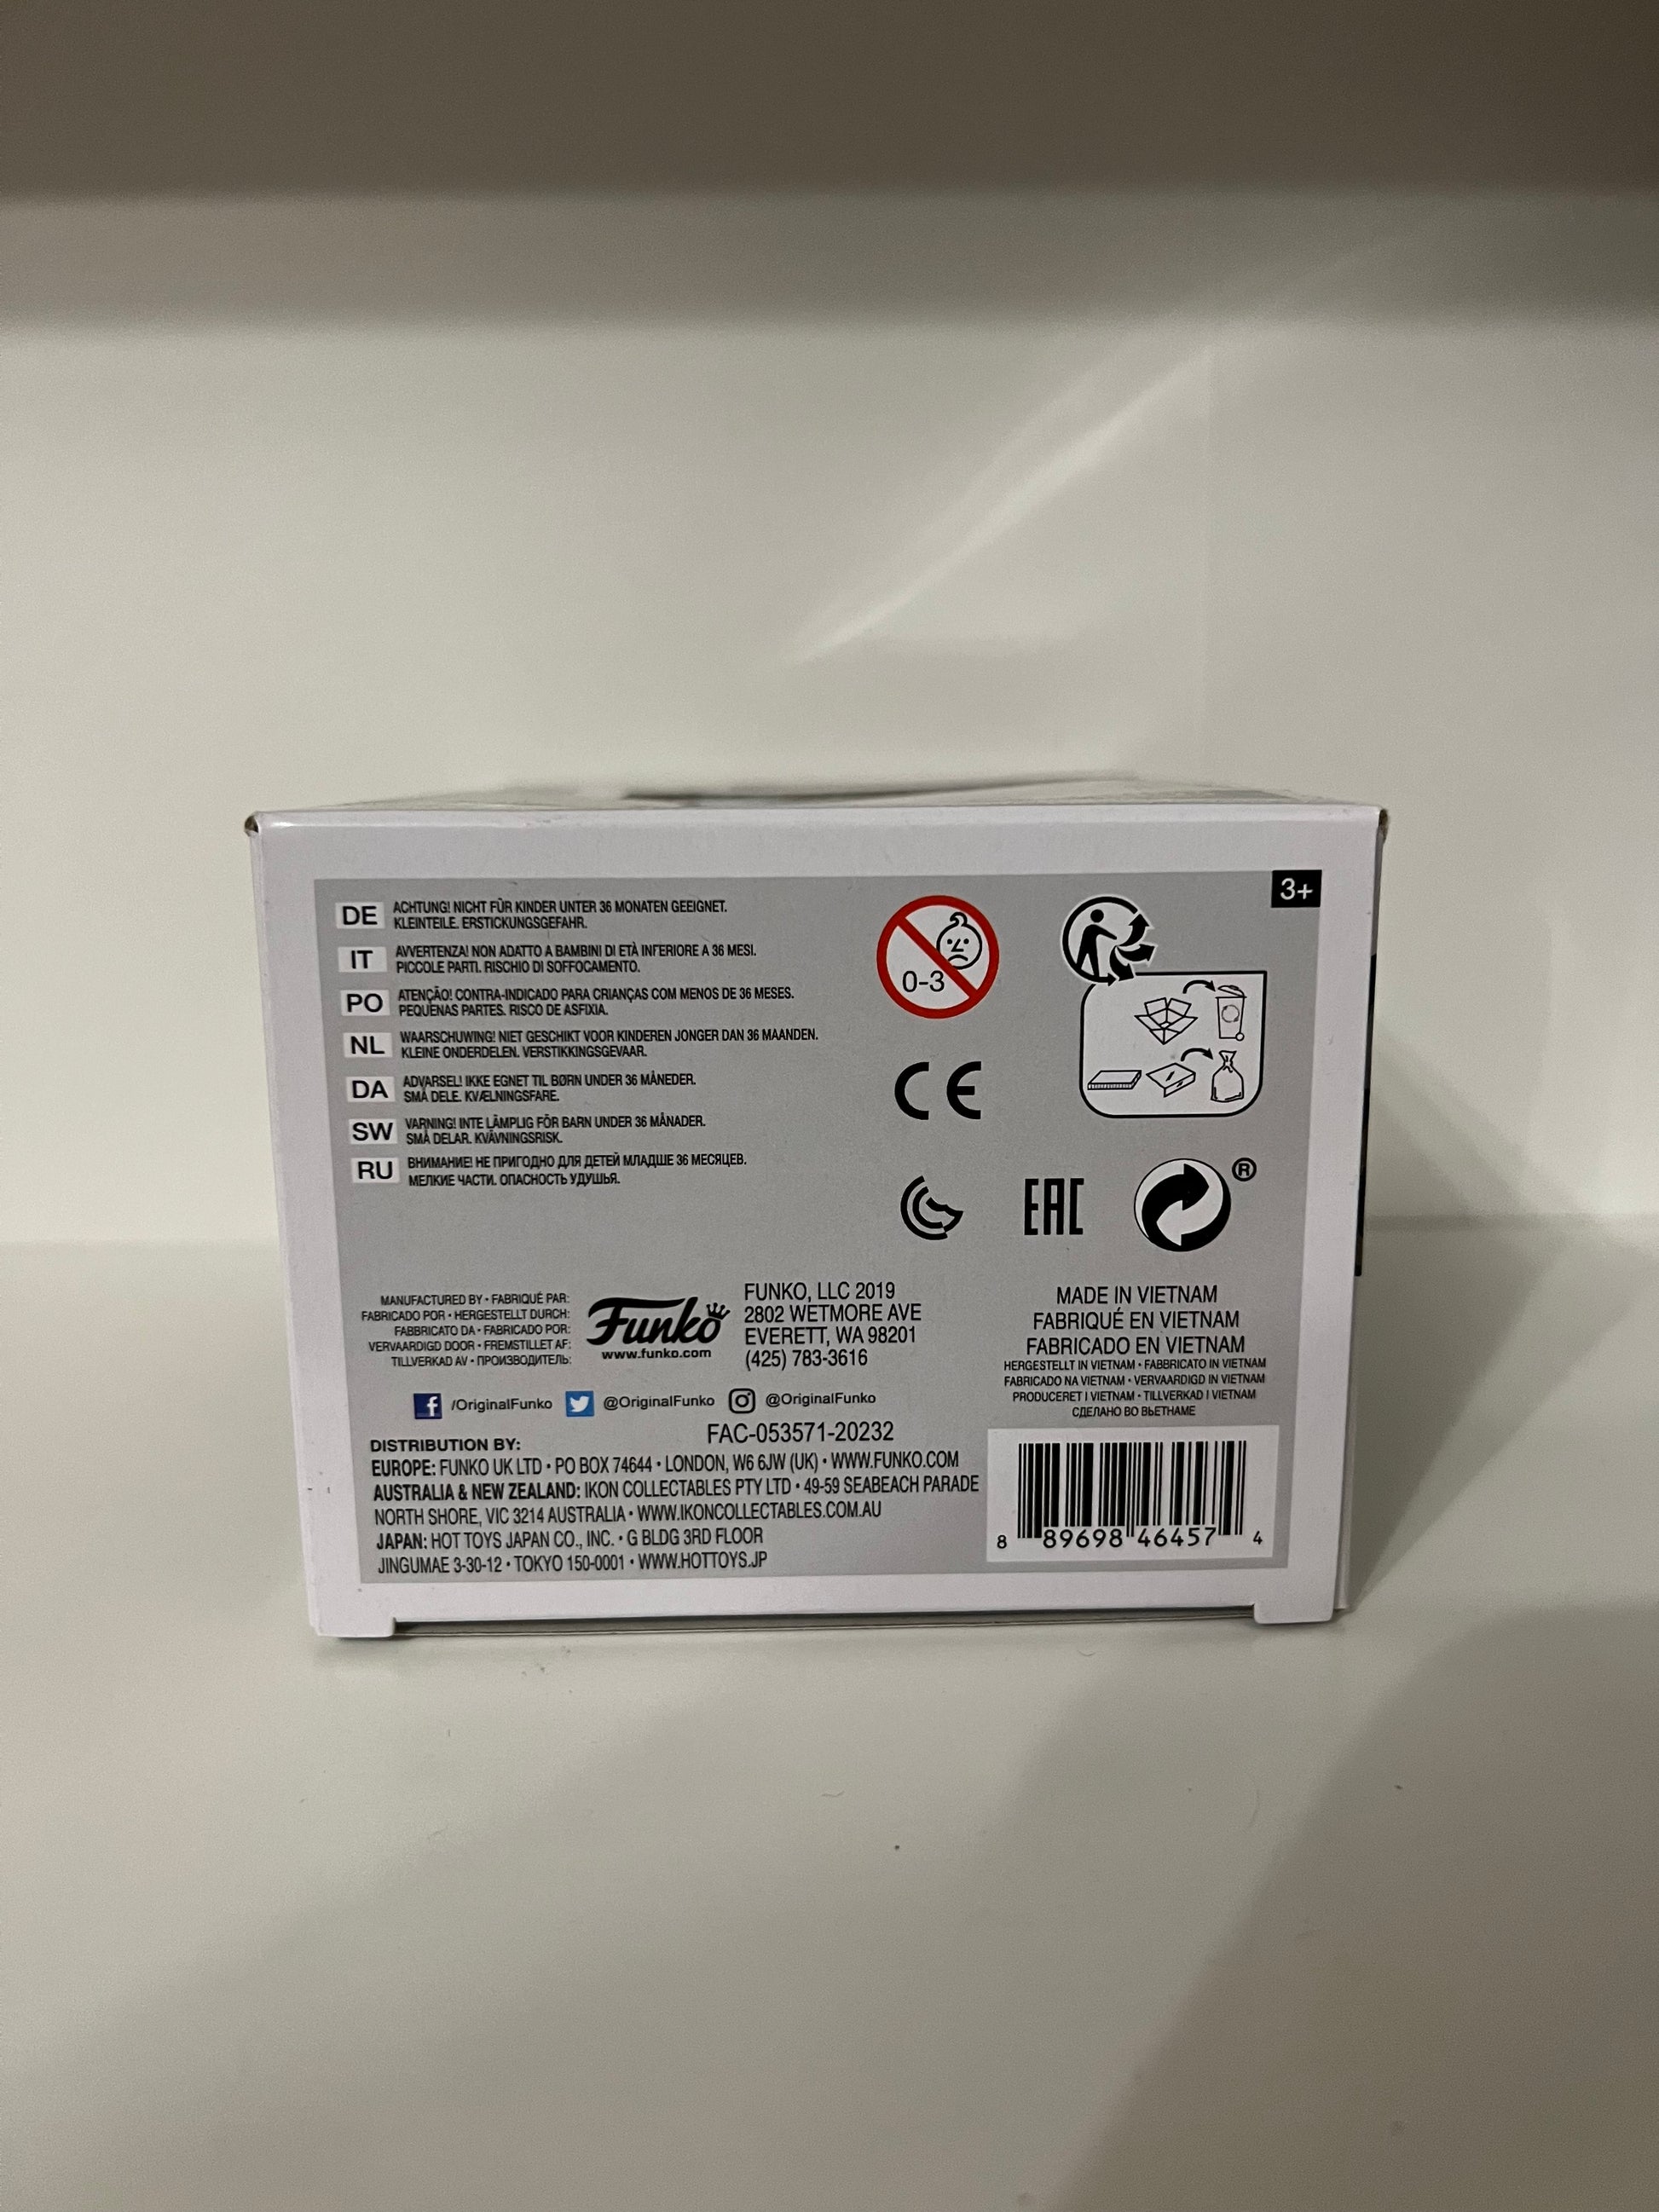 3+
DE ACHTUNG! NICHT FÜR KINDER UNTER 36 MONATEN GEEIGNET.
KLEINTEILE. ERSTICKUNGSGEFAHR.
IT AVVERTENZA! NON ADATTO A BAMBINI DI ETÀ INFERIORE A 36 MESI.
PICCOLE PARTI. RISCHIO DI SOFFOCAMENTO.
PO ATENÇÃO! CONTRA-INDICADO PARA CRIANÇAS COM MENOS DE 36 MESES.
PEQUENAS PARTES. RISCO DE ASFIXIA.
NL WAARSCHUWING! NIET GESCHIKT VOOR KINDEREN JONGER DAN 36 MAANDEN.
KLEINE ONDERDELEN. VERSTIKKINGSGEVAAR.
DA ADVARSEL! IKKE EGNET TIL BØRN UNDER 36 MÅNEDER.
SMÅ DELE. KVÆLNINGSFARE.
SW VARNING! INTE LÄMPLIG FÖR BARN UNDER 36 MÅNADER.
SMÅ DELAR. KVÄVNINGSRISK.
RU ВНИМАНИЕ! НЕ ПРИГОДНО ДЛЯ ДЕТЕЙ МЛАДШЕ 36 МЕСЯЦЕВ.
МЕЛКИЕ ЧАСТИ. ОПАСНОСТЬ УДУШЬЯ.
0-3
CE
EAC
®
MANUFACTURED BY • FABRIQUÉ PAR:
FABRICADO POR • HERGESTELLT DURCH:
FABBRICATO DA • FABRICADO POR:
VERVAARDIGD DOOR • FREMSTILLET AF:
TILLVERKAD AV • ПРОИЗВОДИТЕЛЬ:
Funko
www.funko.com
FUNKO, LLC 2019
2802 WETMORE AVE
EVERETT, WA 98201
(425) 783-3616
MADE IN VIETNAM
FABRIQUÉ EN VIETNAM
FABRICADO EN VIETNAM
HERGESTELLT IN VIETNAM • FABBRICATO IN VIETNAM
FABRICADO NA VIETNAM • VERVAARDIGD IN VIETNAM
PRODUCERET I VIETNAM • TILLVERKAD I VIETNAM
СДЕЛАНО ВО ВЬЕТНАМЕ
f /OriginalFunko @OriginalFunko @OriginalFunko
FAC-053571-20232
DISTRIBUTION BY:
EUROPE: FUNKO UK LTD • PO BOX 74644 • LONDON, W6 6JW (UK) • WWW.FUNKO.COM
AUSTRALIA & NEW ZEALAND: IKON COLLECTABLES PTY LTD • 49-59 SEABEACH PARADE
NORTH SHORE, VIC 3214 AUSTRALIA • WWW.IKONCOLLECTABLES.COM.AU
JAPAN: HOT TOYS JAPAN CO., INC. • G BLDG 3RD FLOOR
JINGUMAE 3-30-12 • TOKYO 150-0001 • WWW.HOTTOYS.JP
8 89698 46457 4